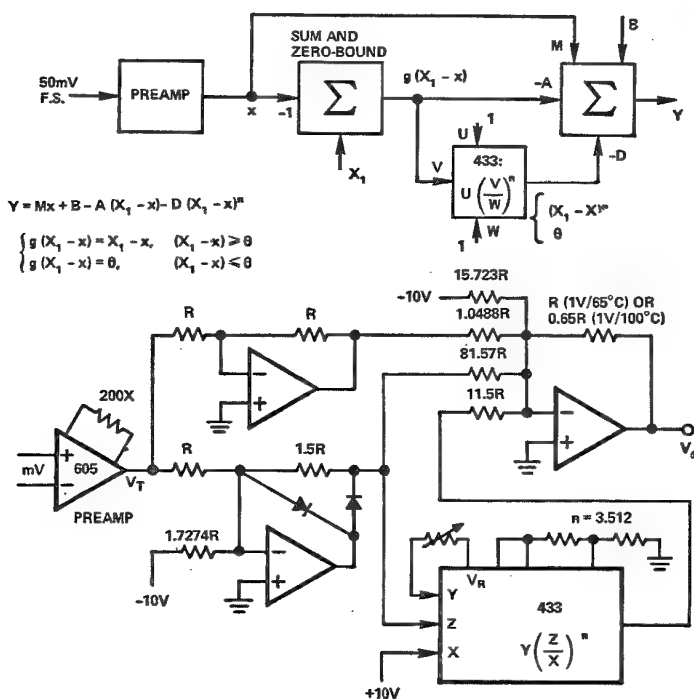 SUM AND
ZERO-BOUND
B
M
50mV
F.S.
PREAMP
x
-1
Σ
g (X₁ - x)
-A
Σ
Y
X₁
U
1
-D
V
433:
U (V/W)ⁿ
(X₁ - X)ⁿ
θ
1
W
Y = Mx + B - A (X₁ - x) - D (X₁ - x)ⁿ
g (X₁ - x) = X₁ - x, (X₁ - x) ≥ θ
g (X₁ - x) = θ, (X₁ - x) ≤ θ
15.723R
-10V
R (1V/65°C) OR
0.65R (1V/100°C)
R
R
1.0488R
81.57R
11.5R
-
+
200X
-
+
Vo
+
605
-
mV
VT
PREAMP
R
1.5R
1.7274R
-
+
-10V
n = 3.512
VR
Y
Z
X
433
Y (Z/X)ⁿ
+10V